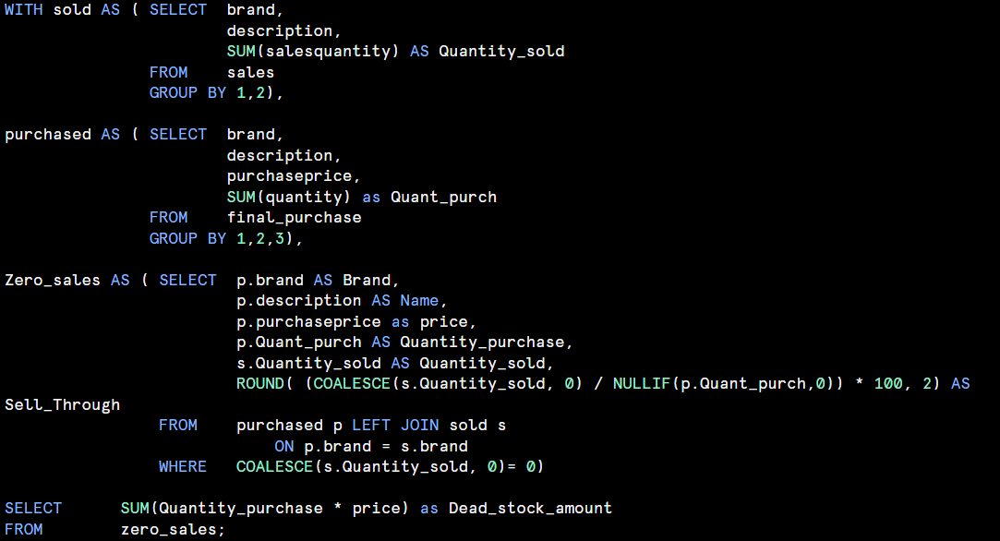 WITH sold AS ( SELECT  brand,
                       description,
                       SUM(salesquantity) AS Quantity_sold
               FROM    sales
               GROUP BY 1,2),

purchased AS ( SELECT  brand,
                       description,
                       purchaseprice,
                       SUM(quantity) as Quant_purch
               FROM    final_purchase
               GROUP BY 1,2,3),

Zero_sales AS ( SELECT  p.brand AS Brand,
                        p.description AS Name,
                        p.purchaseprice as price,
                        p.Quant_purch AS Quantity_purchase,
                        s.Quantity_sold AS Quantity_sold,
                        ROUND( (COALESCE(s.Quantity_sold, 0) / NULLIF(p.Quant_purch,0)) * 100, 2) AS
Sell_Through
                FROM    purchased p LEFT JOIN sold s
                            ON p.brand = s.brand
                WHERE   COALESCE(s.Quantity_sold, 0)= 0)

SELECT      SUM(Quantity_purchase * price) as Dead_stock_amount
FROM        zero_sales;